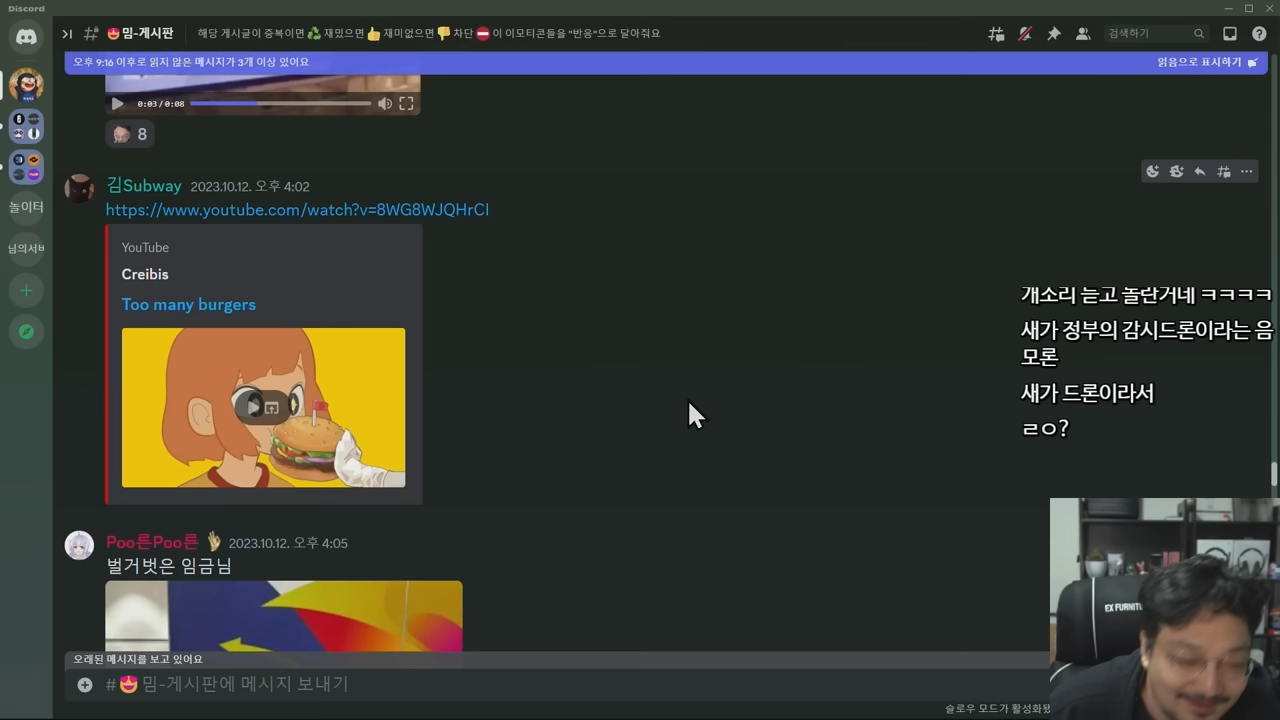 Discord
밈-게시판
해당 게시글이 중복이면 재밌으면 재미없으면 차단 이 이모티콘들을 "반응"으로 달아줘요
검색하기
오후 9:16 이후로 읽지 않은 메시지가 3개 이상 있어요
읽음으로 표시하기
0:03 / 0:08
8
김Subway 2023.10.12. 오후 4:02
https://www.youtube.com/watch?v=8WG8WJQHrCI
YouTube
Creibis
Too many burgers
놀이터
님의서버
개소리 듣고 놀란거네 ㅋㅋㅋㅋ
새가 정부의 감시드론이라는 음
모론
새가 드론이라서
ㄹㅇ?
Poo른Poo른 2023.10.12. 오후 4:05
벌거벗은 임금님
EX FURNITU
오래된 메시지를 보고 있어요
# 밈-게시판에 메시지 보내기
슬로우 모드가 활성화됐